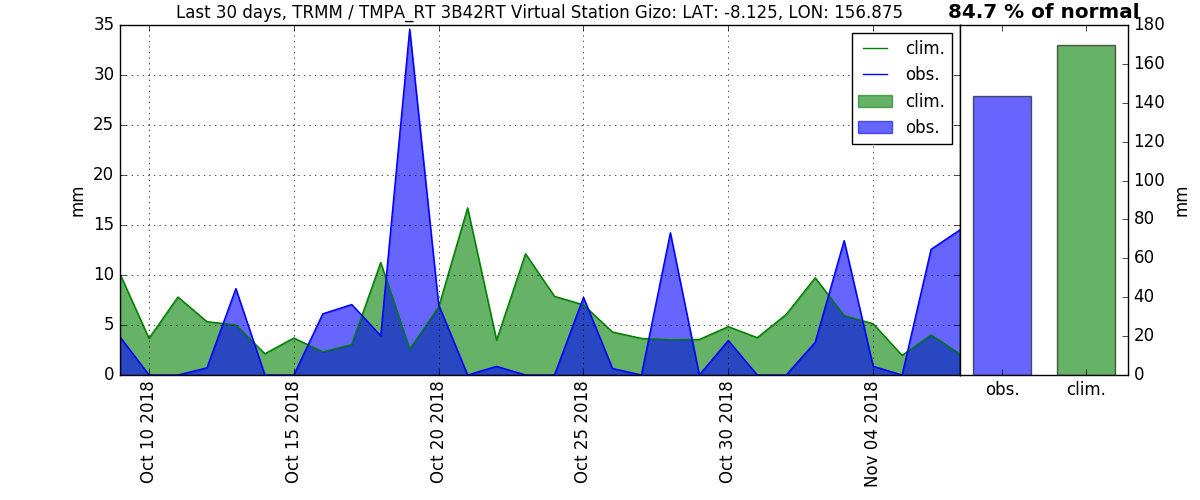 Last 30 days, TRMM / TMPA_RT 3B42RT Virtual Station Gizo: LAT: -8.125, LON: 156.875
84.7 % of normal
35
30
25
20
15
10
5
0
mm
clim.
obs.
clim.
obs.
180
160
140
120
100
80
60
40
20
0
mm
Oct 10 2018
Oct 15 2018
Oct 20 2018
Oct 25 2018
Oct 30 2018
Nov 04 2018
obs.
clim.